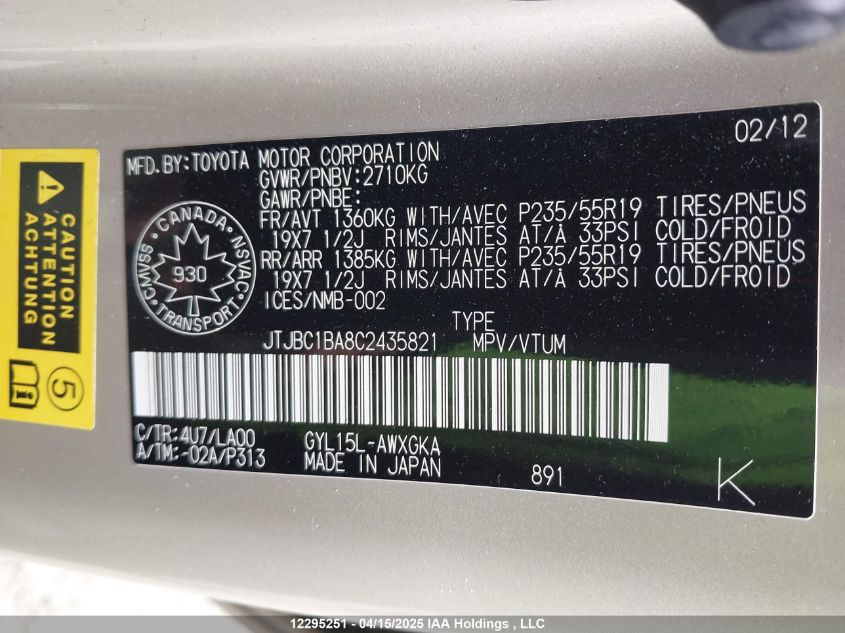 02/12
MFD. BY: TOYOTA MOTOR CORPORATION
GVWR/PNBV: 2710KG
GAWR/PNBE:
FR/AVT 1360KG WITH/AVEC P235/55R19 TIRES/PNEUS
19X7 1/2J RIMS/JANTES AT/À 33PSI COLD/FROID
RR/ARR 1385KG WITH/AVEC P235/55R19 TIRES/PNEUS
19X7 1/2J RIMS/JANTES AT/À 33PSI COLD/FROID
ICES/NMB-002
CANADA
NSVAC
TRANSPORT
CMVSS
930
TYPE
JTJBC1BA8C2435821 MPV/VTUM
C/TR: 4U7/LA00 GYL15L-AWXGKA
A/TM: -02A/P313 MADE IN JAPAN
891
K
CAUTION
ATTENTION
ACHTUNG
5
12295251 - 04/15/2025 IAA Holdings , LLC